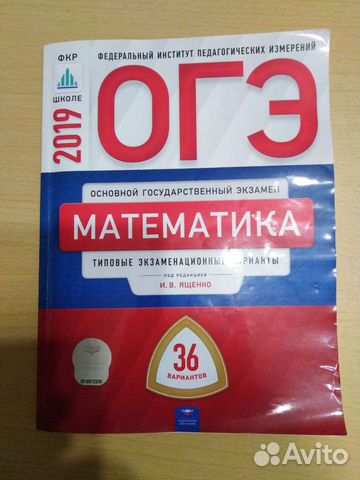 ФКР
ШКОЛЕ
ФЕДЕРАЛЬНЫЙ ИНСТИТУТ ПЕДАГОГИЧЕСКИХ ИЗМЕРЕНИЙ
2019
ОГЭ
ОСНОВНОЙ ГОСУДАРСТВЕННЫЙ ЭКЗАМЕН
МАТЕМАТИКА
ТИПОВЫЕ ЭКЗАМЕНАЦИОННЫЕ ВАРИАНТЫ
ПОД РЕДАКЦИЕЙ
И. В. ЯЩЕНКО
36
ВАРИАНТОВ
Avito